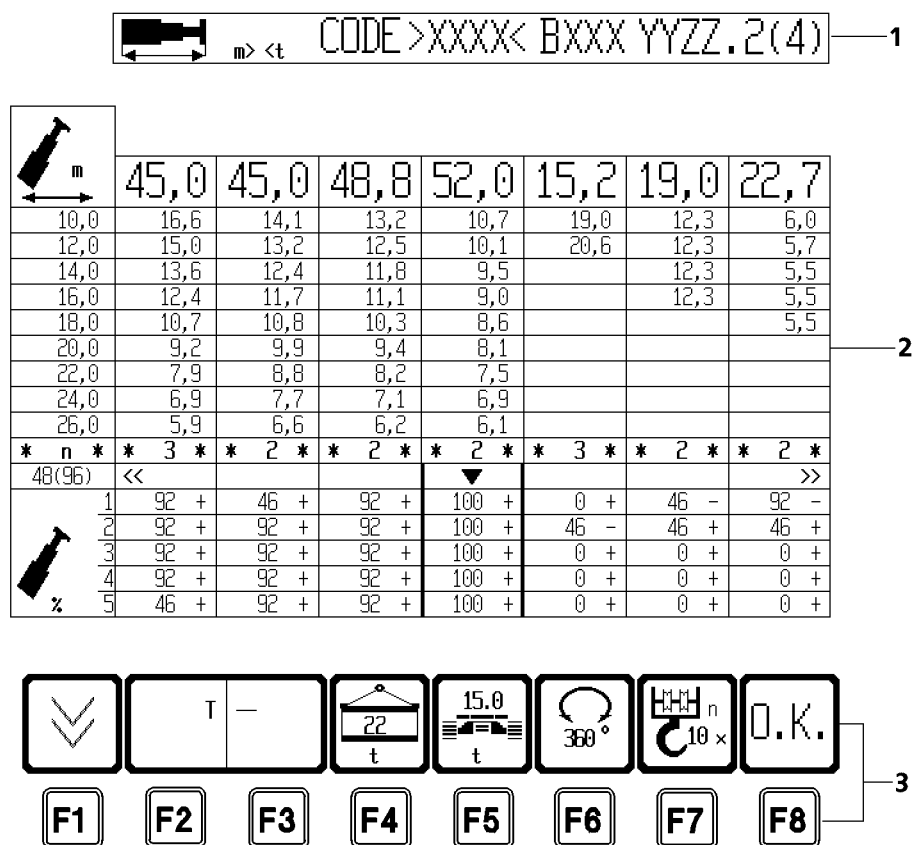 m> <t CODE >XXXX< BXXX YYZZ.2(4) 1
m 45,0 45,0 48,8 52,0 15,2 19,0 22,7
10,0 16,6 14,1 13,2 10,7 19,0 12,3 6,0
12,0 15,0 13,2 12,5 10,1 20,6 12,3 5,7
14,0 13,6 12,4 11,8 9,5 12,3 5,5
16,0 12,4 11,7 11,1 9,0 12,3 5,5
18,0 10,7 10,8 10,3 8,6 5,5
20,0 9,2 9,9 9,4 8,1 2
22,0 7,9 8,8 8,2 7,5
24,0 6,9 7,7 7,1 6,9
26,0 5,9 6,6 6,2 6,1
* n * * 3 * * 2 * * 2 * * 2 * * 3 * * 2 * * 2 *
48(96) << ▼ >>
1 92 + 46 + 92 + 100 + 0 + 46 - 92 -
2 92 + 92 + 92 + 100 + 46 - 46 + 46 +
3 92 + 92 + 92 + 100 + 0 + 0 + 0 +
4 92 + 92 + 92 + 100 + 0 + 0 + 0 +
% 5 46 + 92 + 92 + 100 + 0 + 0 + 0 +
T — 22 t 15.0 t 360° n 10 × O.K.
3
F1 F2 F3 F4 F5 F6 F7 F8